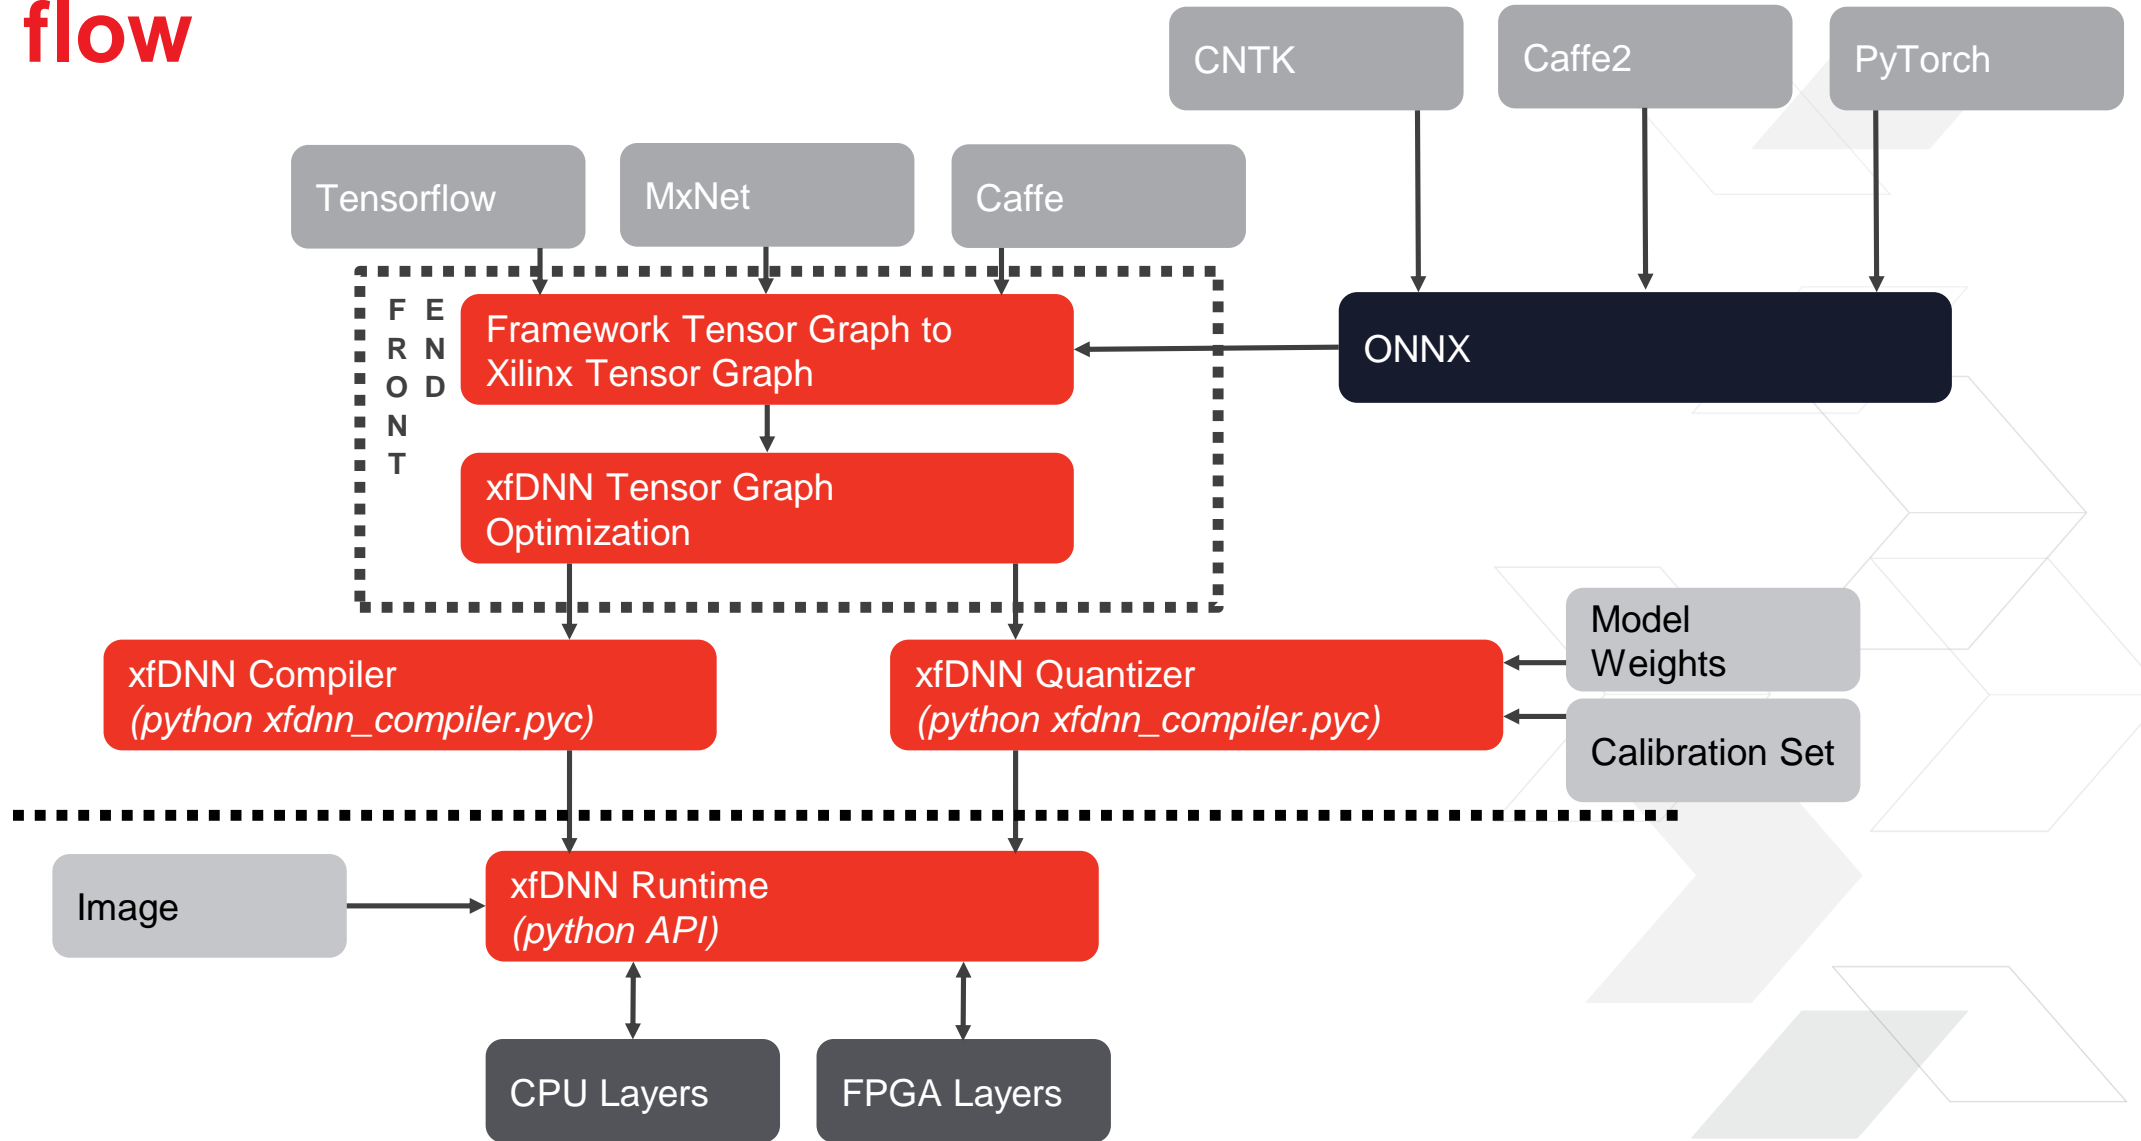 flow
CNTK
Caffe2
PyTorch
Tensorflow
MxNet
Caffe
FRONT
END
Framework Tensor Graph to
Xilinx Tensor Graph
ONNX
xfDNN Tensor Graph
Optimization
Model
Weights
xfDNN Compiler
(python xfdnn_compiler.pyc)
xfDNN Quantizer
(python xfdnn_compiler.pyc)
Calibration Set
Image
xfDNN Runtime
(python API)
CPU Layers
FPGA Layers